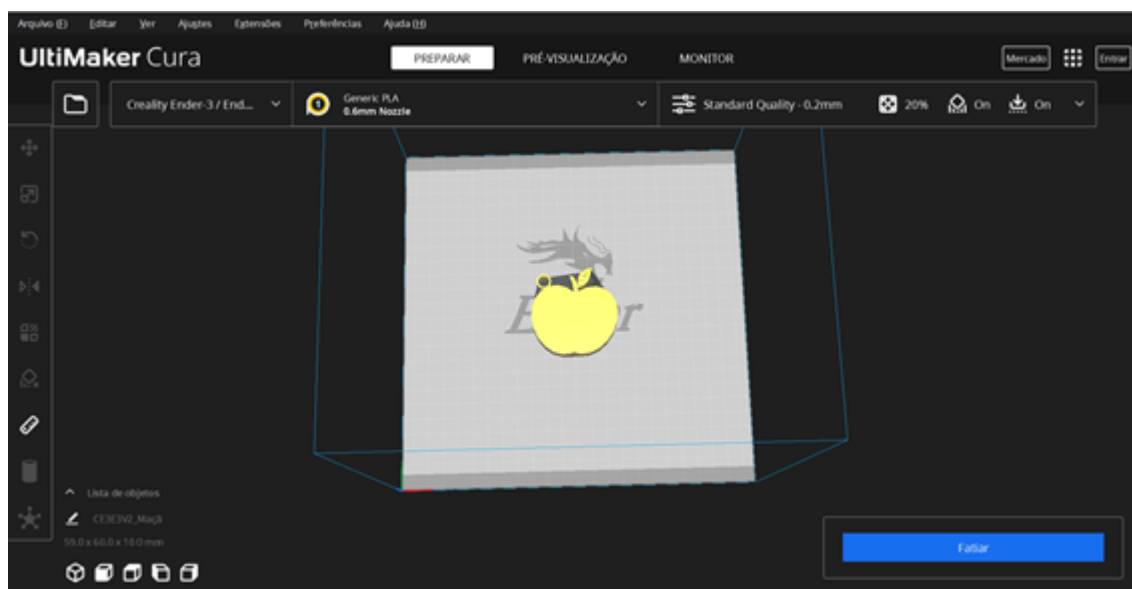 Arquivo (F) Editar Ver Ajustes Extensões Preferências Ajuda (H)
UltiMaker Cura PREPARAR PRÉ-VISUALIZAÇÃO MONITOR Mercado Entrar
Creality Ender-3 / End... 1 Generic PLA Standard Quality - 0.2mm 20% On On
0.6mm Nozzle
Lista de objetos
CE3E3V2_Maçã
59.0 x 60.0 x 10.0 mm
Fatiar